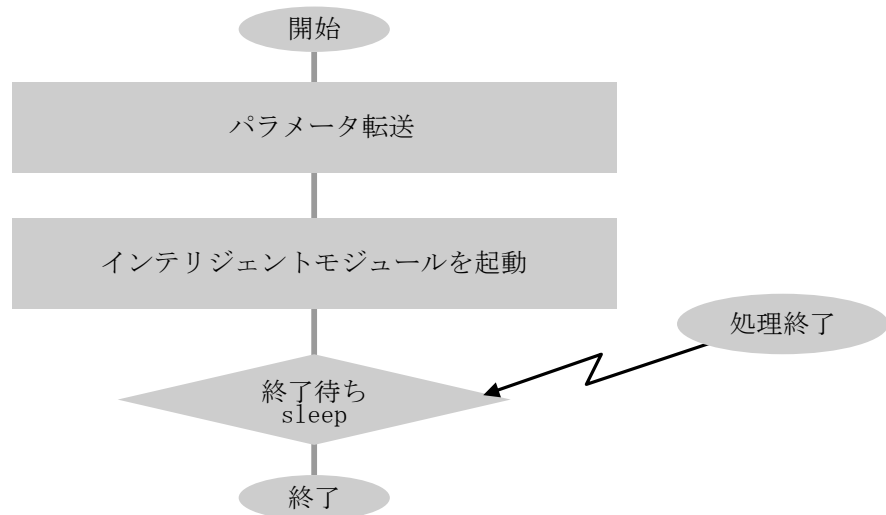 開始
パラメータ転送
インテリジェントモジュールを起動
処理終了
終了待ち
sleep
終了